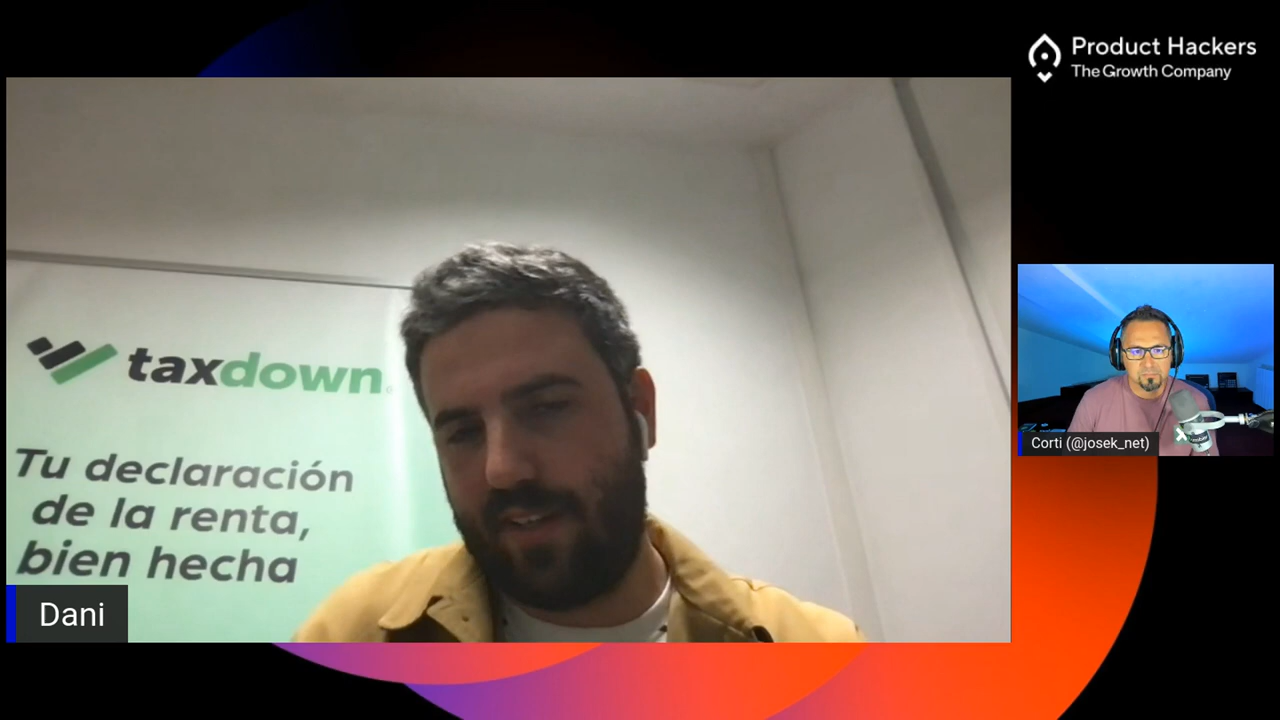 Product Hackers
The Growth Company
taxdown
Tu declaración
de la renta,
bien hecha
Dani
Corti (@josek_net)